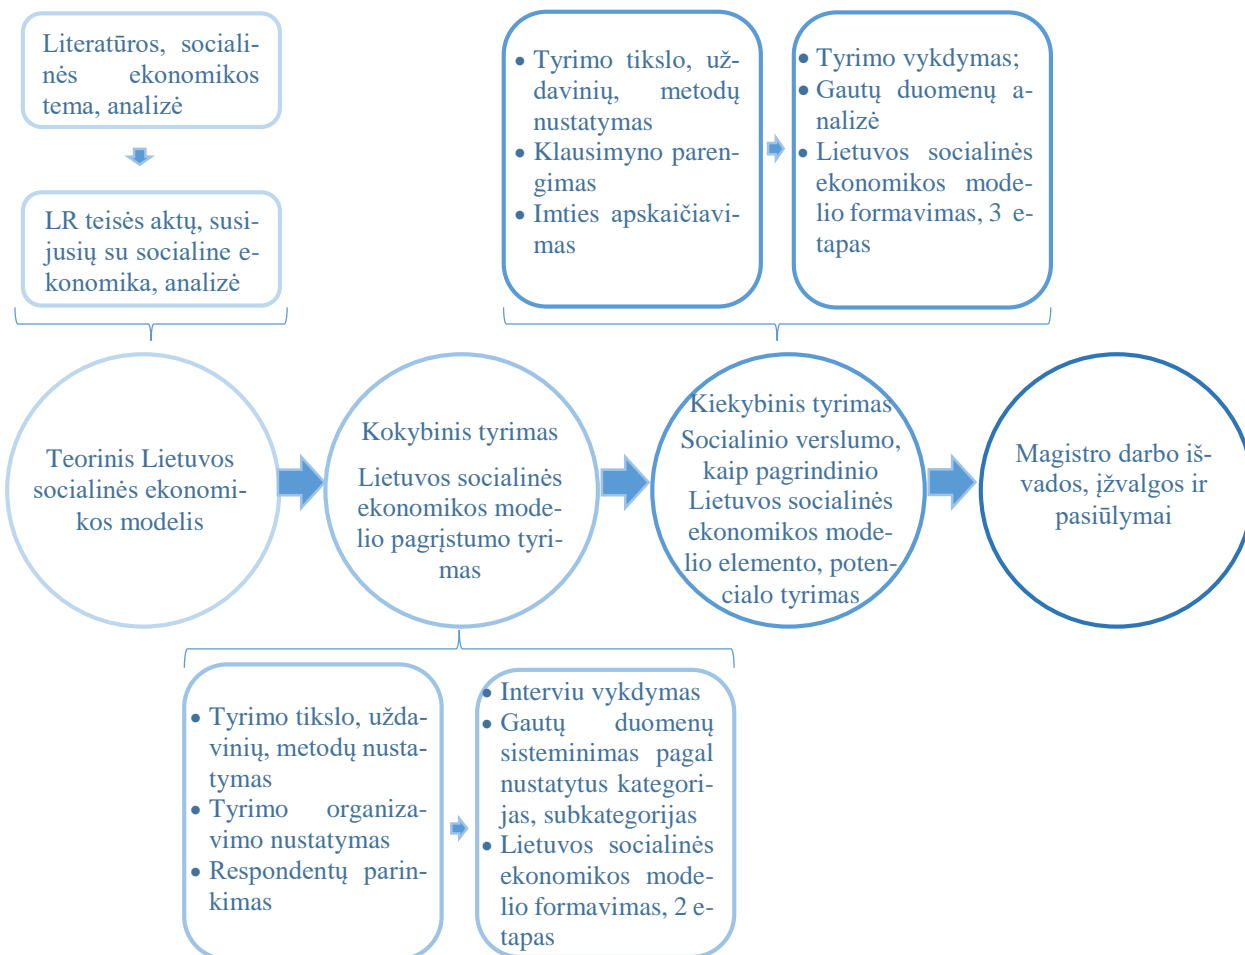 Literatūros, sociali-
nės ekonomikos
tema, analizė
LR teisės aktų, susi-
jusių su socialine e-
konomika, analizė
Tyrimo tikslo, už-
davinių, metodų
nustatymas
Klausimyno paren-
gimas
Imties apskaičiavi-
mas
Tyrimo vykdymas;
Gautų duomenų a-
nalizė
Lietuvos socialinės
ekonomikos mode-
lio formavimas, 3 e-
tapas
Teorinis Lietuvos
socialinės ekonomi-
kos modelis
Kokybinis tyrimas
Lietuvos socialinės
ekonomikos mode-
lio pagrįstumo tyri-
mas
Kiekybinis tyrimas
Socialinio verslumo,
kaip pagrindinio
Lietuvos socialinės
ekonomikos mode-
lio elemento, poten-
cialo tyrimas
Magistro darbo iš-
vados, įžvalgos ir
pasiūlymai
Tyrimo tikslo, užda-
vinių, metodų nusta-
tymas
Tyrimo organiza-
vimo nustatymas
Respondentų parin-
kimas
Interviu vykdymas
Gautų duomenų
sisteminimas pagal
nustatytus kategori-
jas, subkategorijas
Lietuvos socialinės
ekonomikos mode-
lio formavimas, 2 e-
tapas